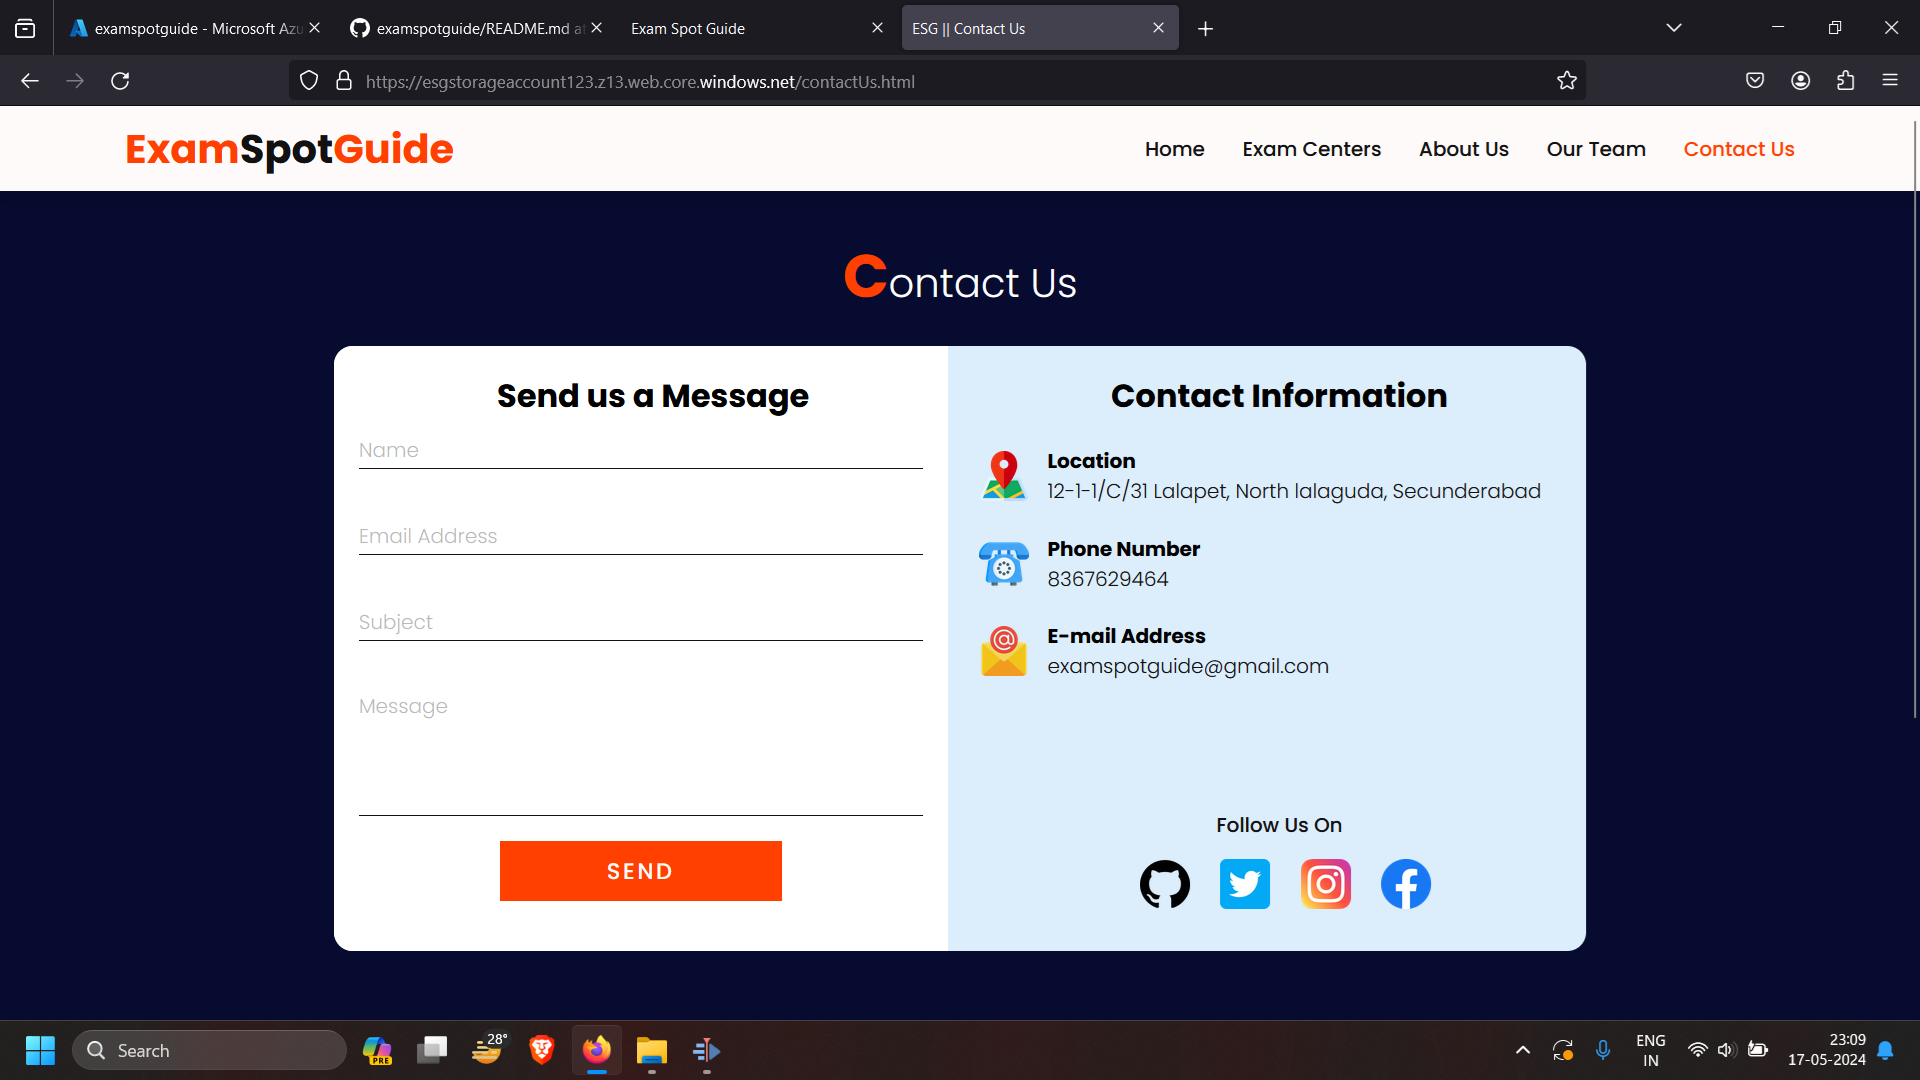 examspotguide - Microsoft Azu
examspotguide/README.md at
Exam Spot Guide
ESG || Contact Us
https://esgstorageaccount123.z13.web.core.windows.net/contactUs.html
ExamSpotGuide
Home
Exam Centers
About Us
Our Team
Contact Us
Contact Us
Send us a Message
Name
Email Address
Subject
Message
SEND
Contact Information
Location
12-1-1/C/31 Lalapet, North lalaguda, Secunderabad
Phone Number
8367629464
E-mail Address
examspotguide@gmail.com
Follow Us On
Search
PRE
28°
ENG
IN
23:09
17-05-2024